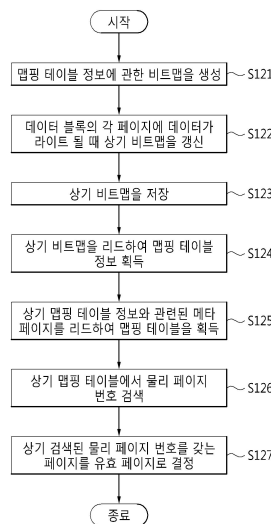 시작
맵핑 테이블 정보에 관한 비트맵을 생성
S121
데이터 블록의 각 페이지에 데이터가
라이트 될 때 상기 비트맵을 갱신
S122
상기 비트맵을 저장
S123
상기 비트맵을 리드하여 맵핑 테이블
정보 획득
S124
상기 맵핑 테이블 정보와 관련된 메타
페이지를 리드하여 맵핑 테이블을 획득
S125
상기 맵핑 테이블에서 물리 페이지
번호 검색
S126
상기 검색된 물리 페이지 번호를 갖는
페이지를 유효 페이지로 결정
S127
종료